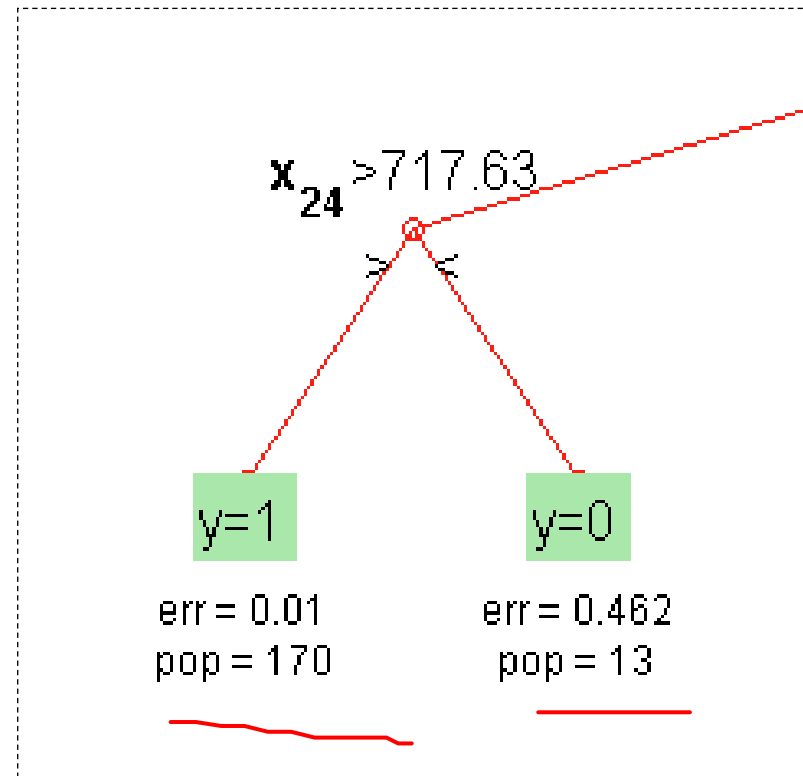 x24 >717.63
> <
y=1 y=0
err = 0.01 err = 0.462
pop = 170 pop = 13